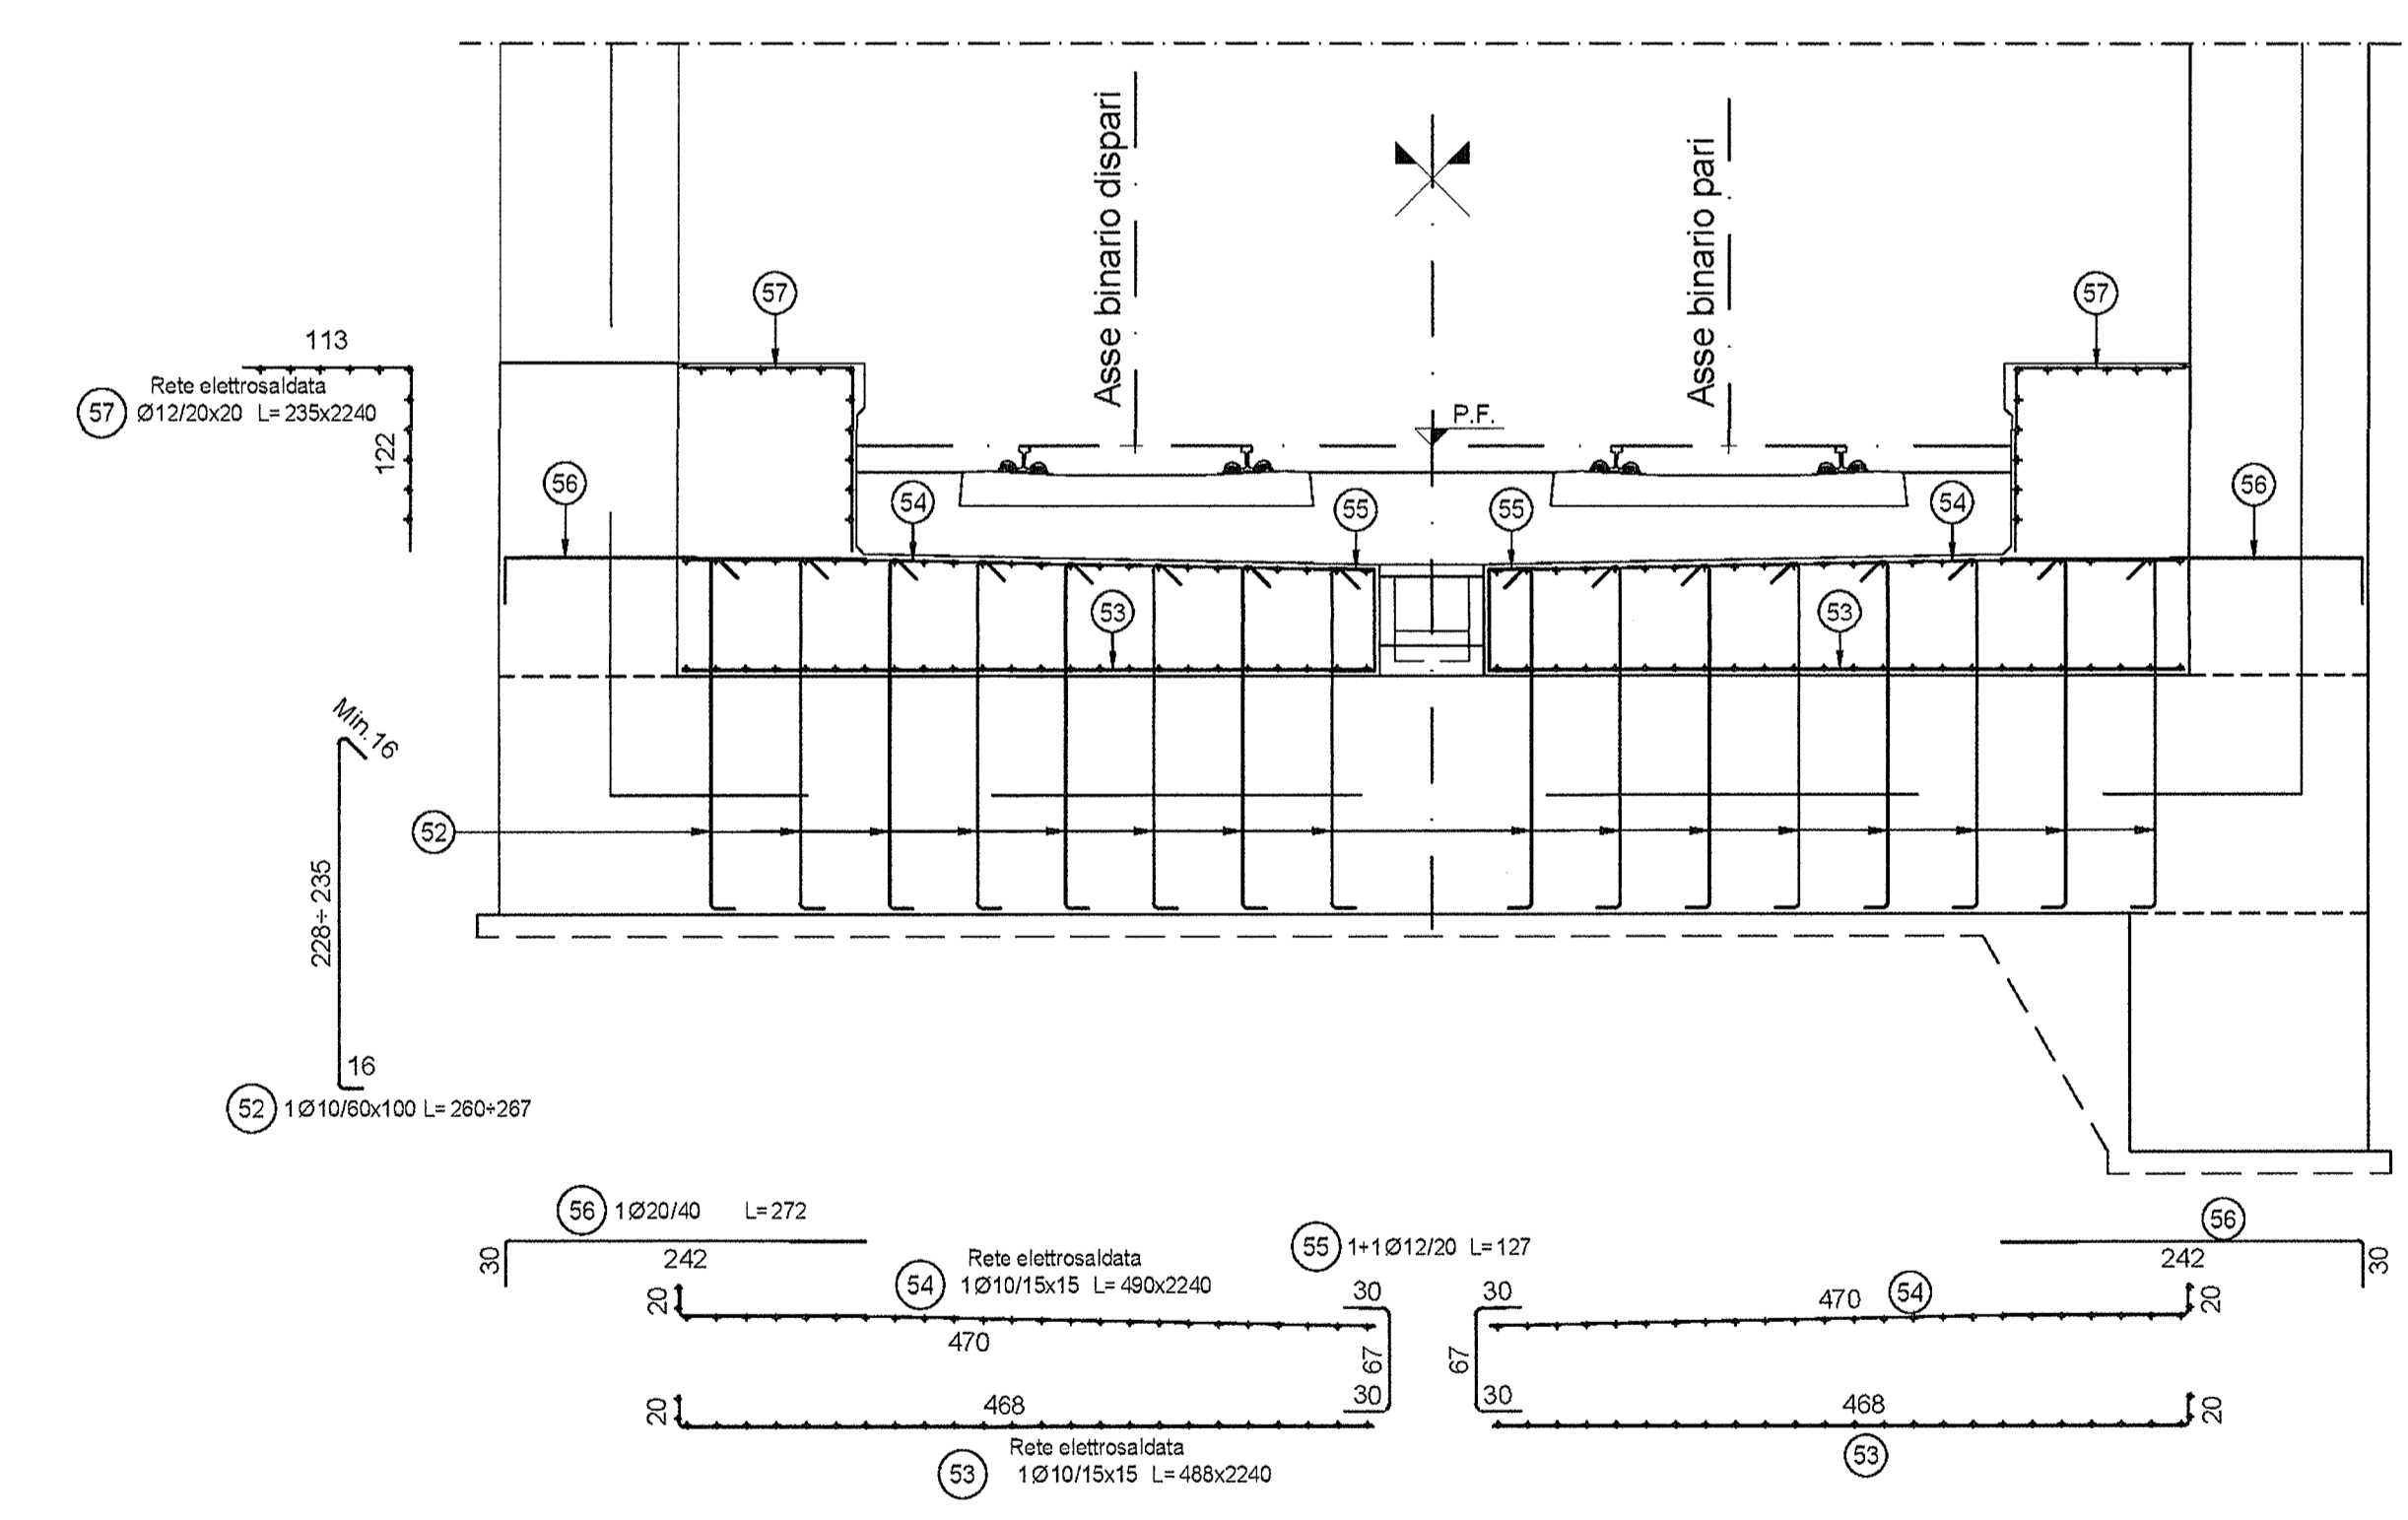 Asse binario dispari
Asse binario pari
57
57
113
Rete elettrosaldata
57 Ø12/20x20 L=235x2240
122
P.F.
56
54
55
55
54
56
53
53
Min.16
52
228÷235
16
52 1Ø10/60x100 L=260÷267
56 1Ø20/40 L=272
30
242
56
242
30
Rete elettrosaldata
54 1Ø10/15x15 L=490x2240
20
470
55 1+1Ø12/20 L=127
30
67
30
30
67
30
470
54
20
20
468
Rete elettrosaldata
53 1Ø10/15x15 L=488x2240
468
53
20